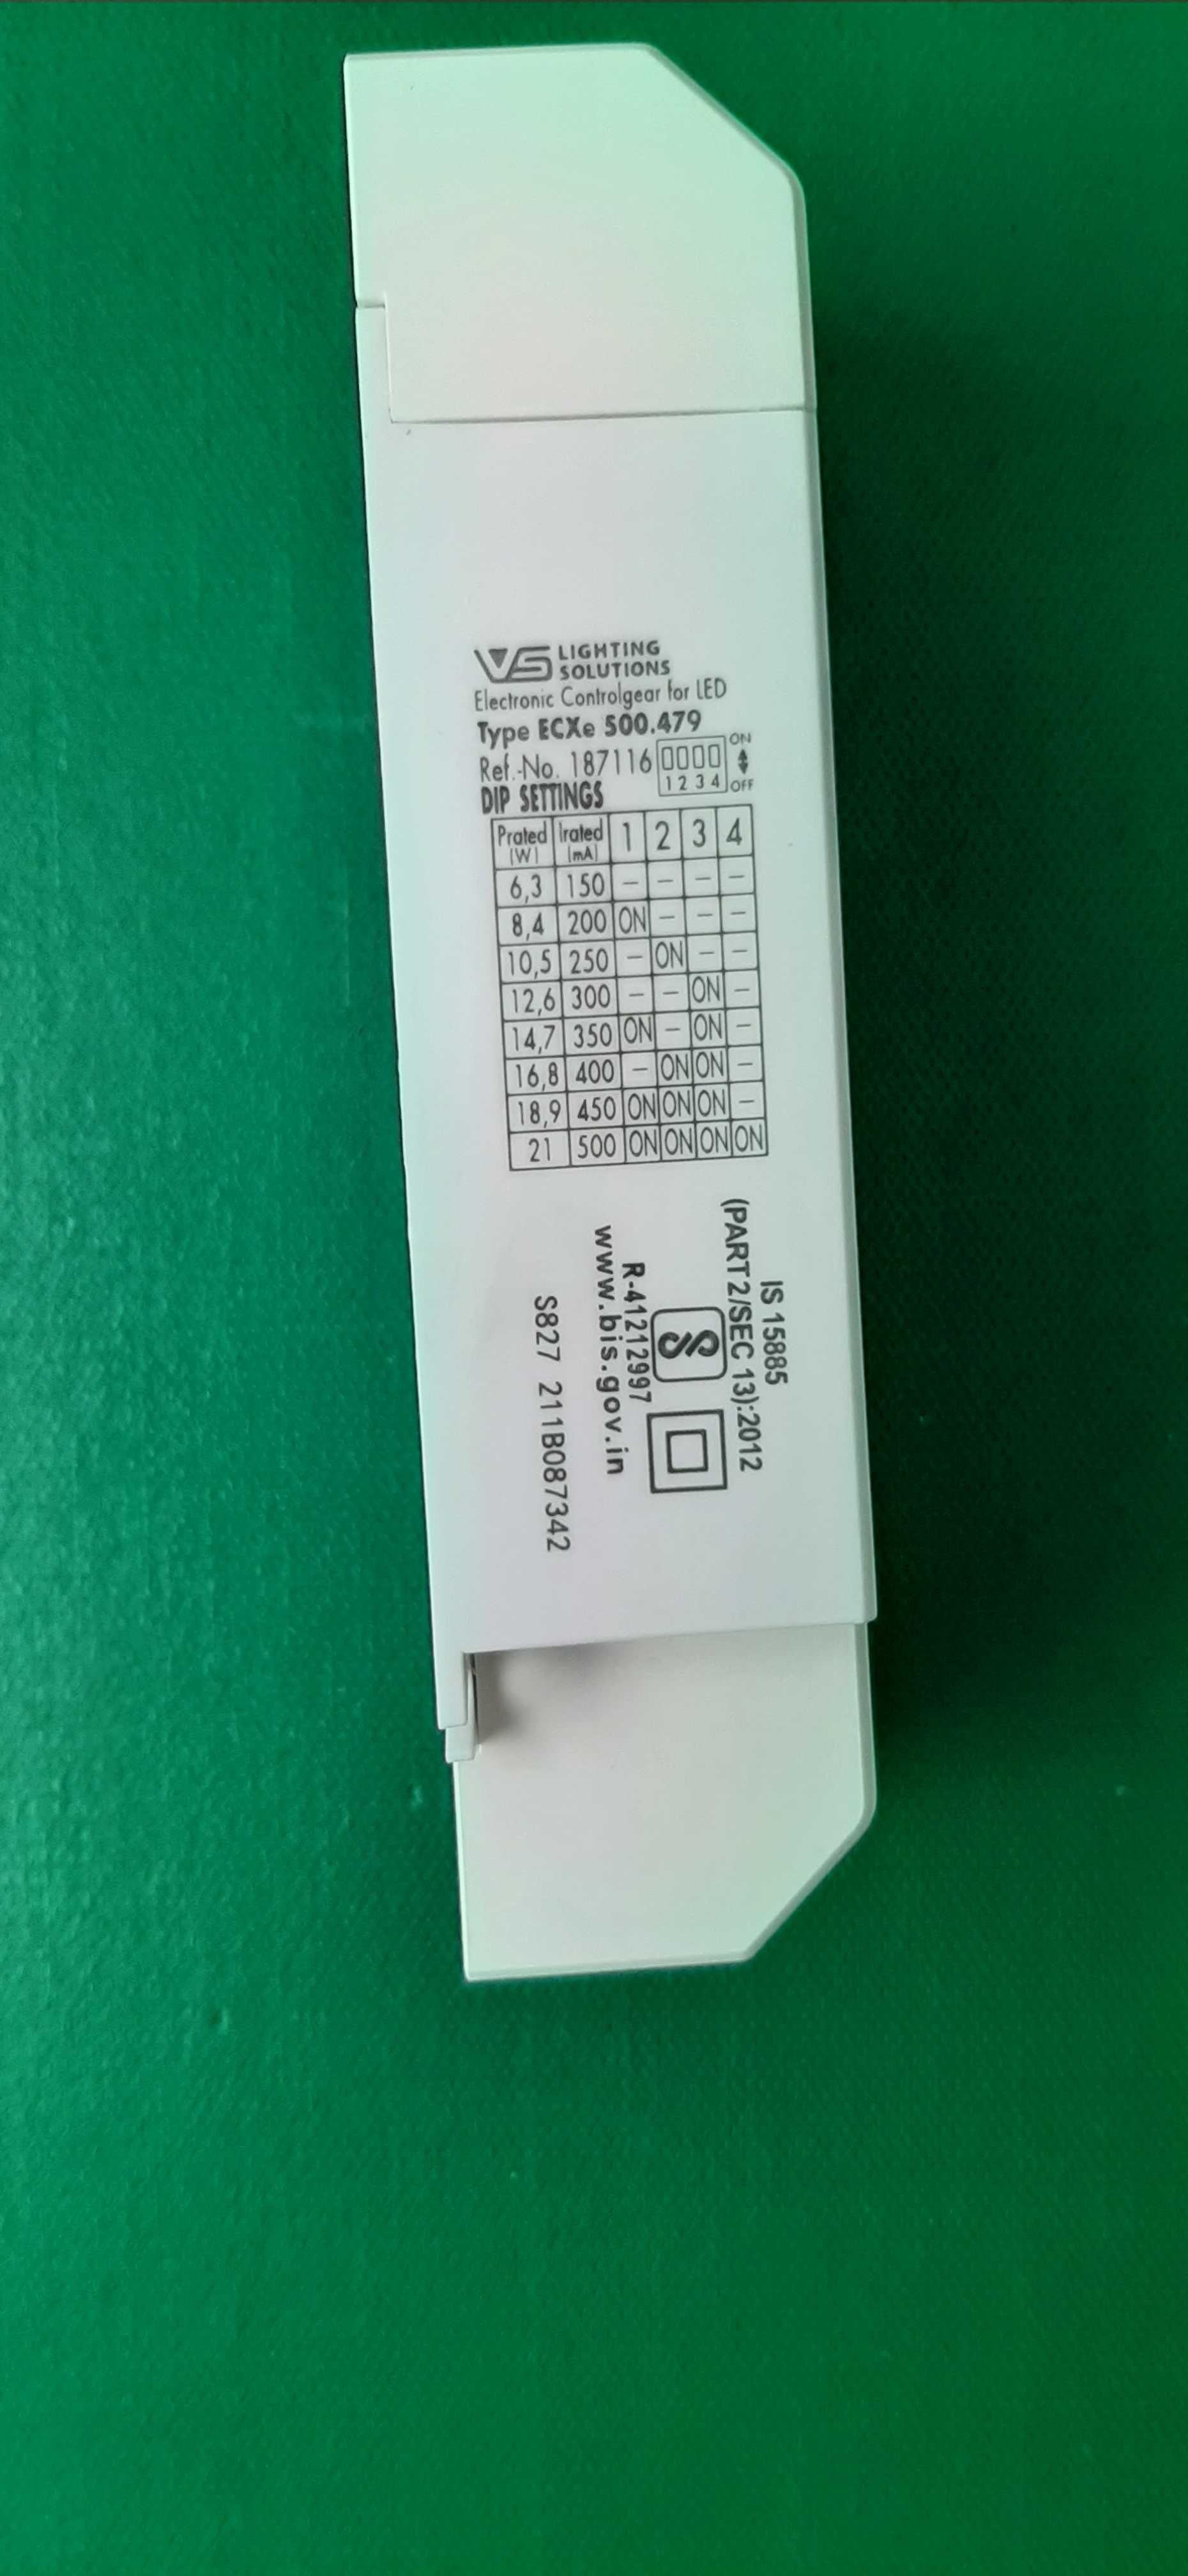 VS LIGHTING
SOLUTIONS
Electronic Controlgear for LED
Type ECXe 500.479
Ref.-No. 187116
ON
1 2 3 4
OFF
DIP SETTINGS
Prated (W) Irated (mA) 1 2 3 4
6,3 150 – – – –
8,4 200 ON – – –
10,5 250 – ON – –
12,6 300 – – ON –
14,7 350 ON – ON –
16,8 400 – ON ON –
18,9 450 ON ON ON –
21 500 ON ON ON ON
IS 15885
(PART2/SEC 13):2012
R-41212997
www.bis.gov.in
S827 211B087342